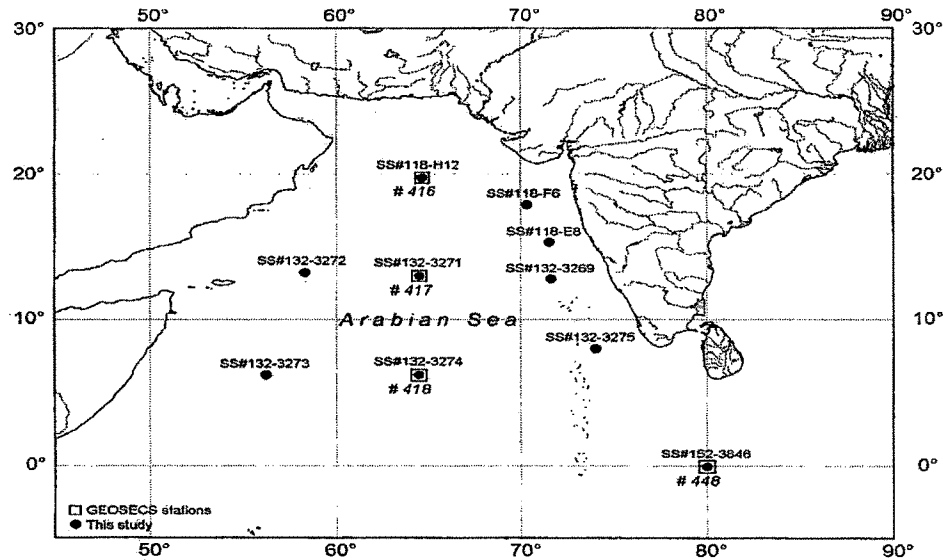 50° 60° 70° 80° 90°
30° 30°
SS#118-H12
# 416
20° 20°
SS#118-F6
SS#118-E8
SS#132-3272 SS#132-3271 SS#132-3269
# 417
10° Arabian Sea 10°
SS#132-3275
SS#132-3273 SS#132-3274
# 418
SS#152-3846
0° 0°
# 448
GEOSECS stations
This study
50° 60° 70° 80° 90°